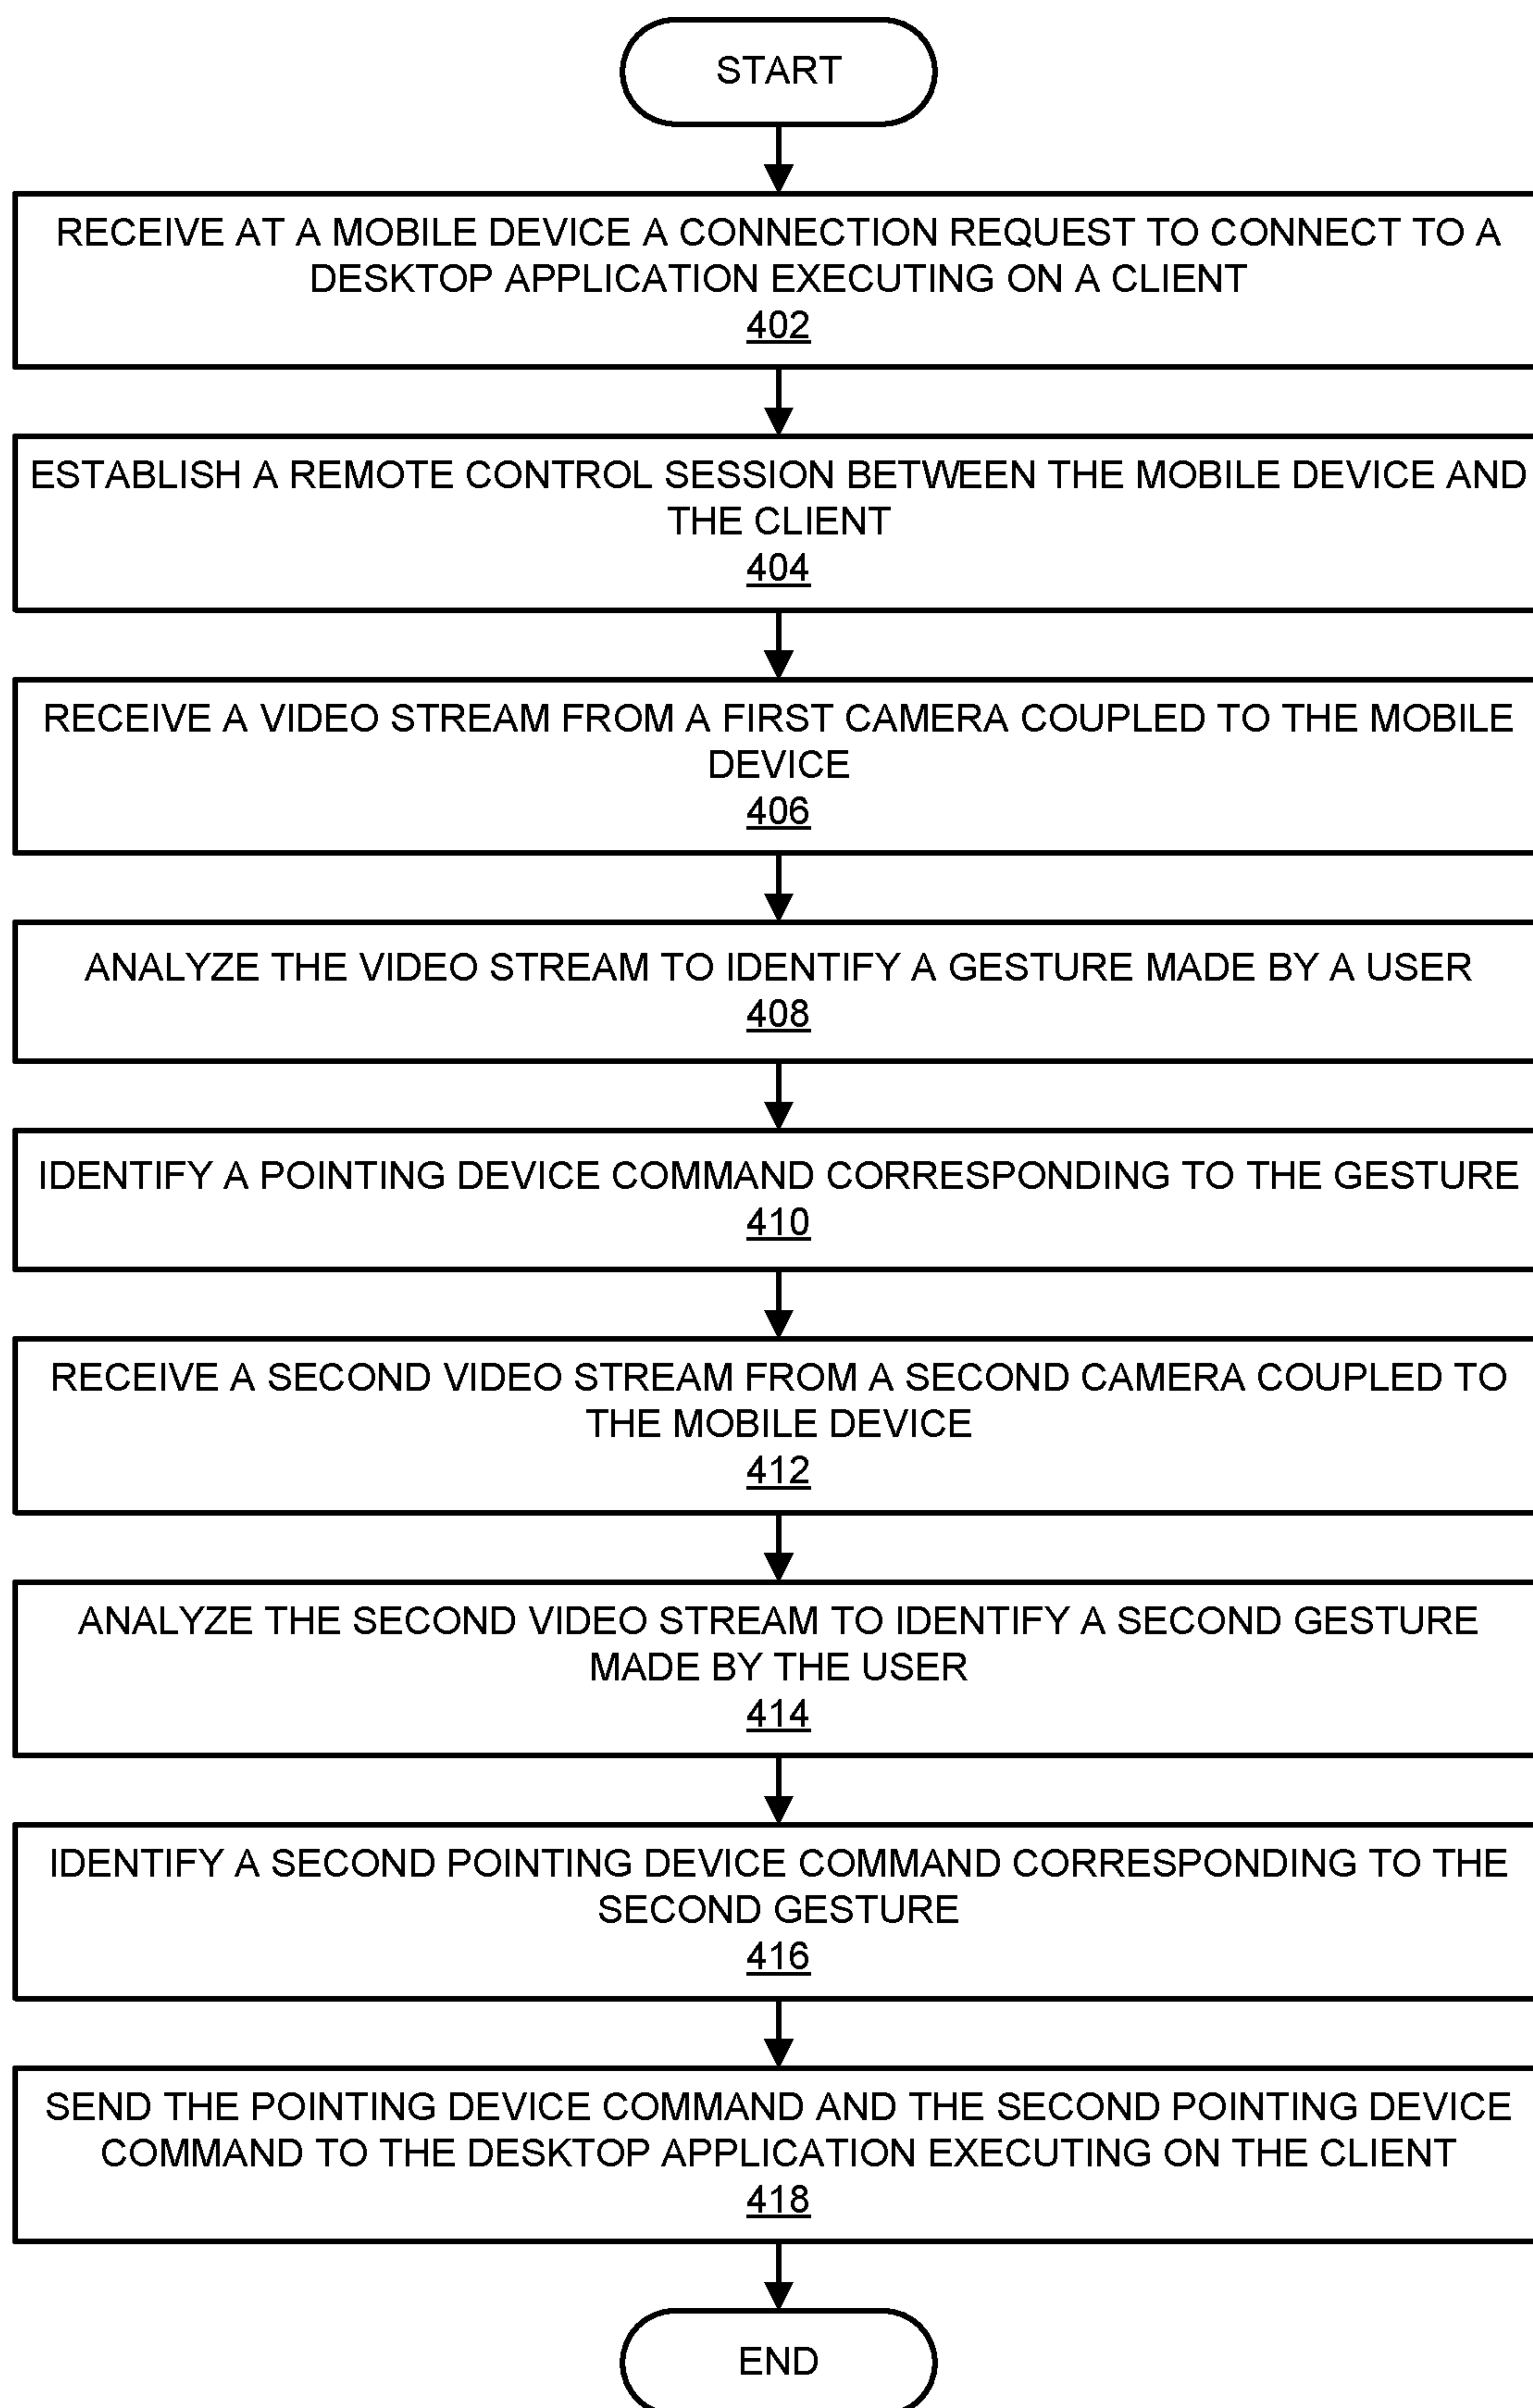 START
RECEIVE AT A MOBILE DEVICE A CONNECTION REQUEST TO CONNECT TO A
DESKTOP APPLICATION EXECUTING ON A CLIENT
402
ESTABLISH A REMOTE CONTROL SESSION BETWEEN THE MOBILE DEVICE AND
THE CLIENT
404
RECEIVE A VIDEO STREAM FROM A FIRST CAMERA COUPLED TO THE MOBILE
DEVICE
406
ANALYZE THE VIDEO STREAM TO IDENTIFY A GESTURE MADE BY A USER
408
IDENTIFY A POINTING DEVICE COMMAND CORRESPONDING TO THE GESTURE
410
RECEIVE A SECOND VIDEO STREAM FROM A SECOND CAMERA COUPLED TO
THE MOBILE DEVICE
412
ANALYZE THE SECOND VIDEO STREAM TO IDENTIFY A SECOND GESTURE
MADE BY THE USER
414
IDENTIFY A SECOND POINTING DEVICE COMMAND CORRESPONDING TO THE
SECOND GESTURE
416
SEND THE POINTING DEVICE COMMAND AND THE SECOND POINTING DEVICE
COMMAND TO THE DESKTOP APPLICATION EXECUTING ON THE CLIENT
418
END